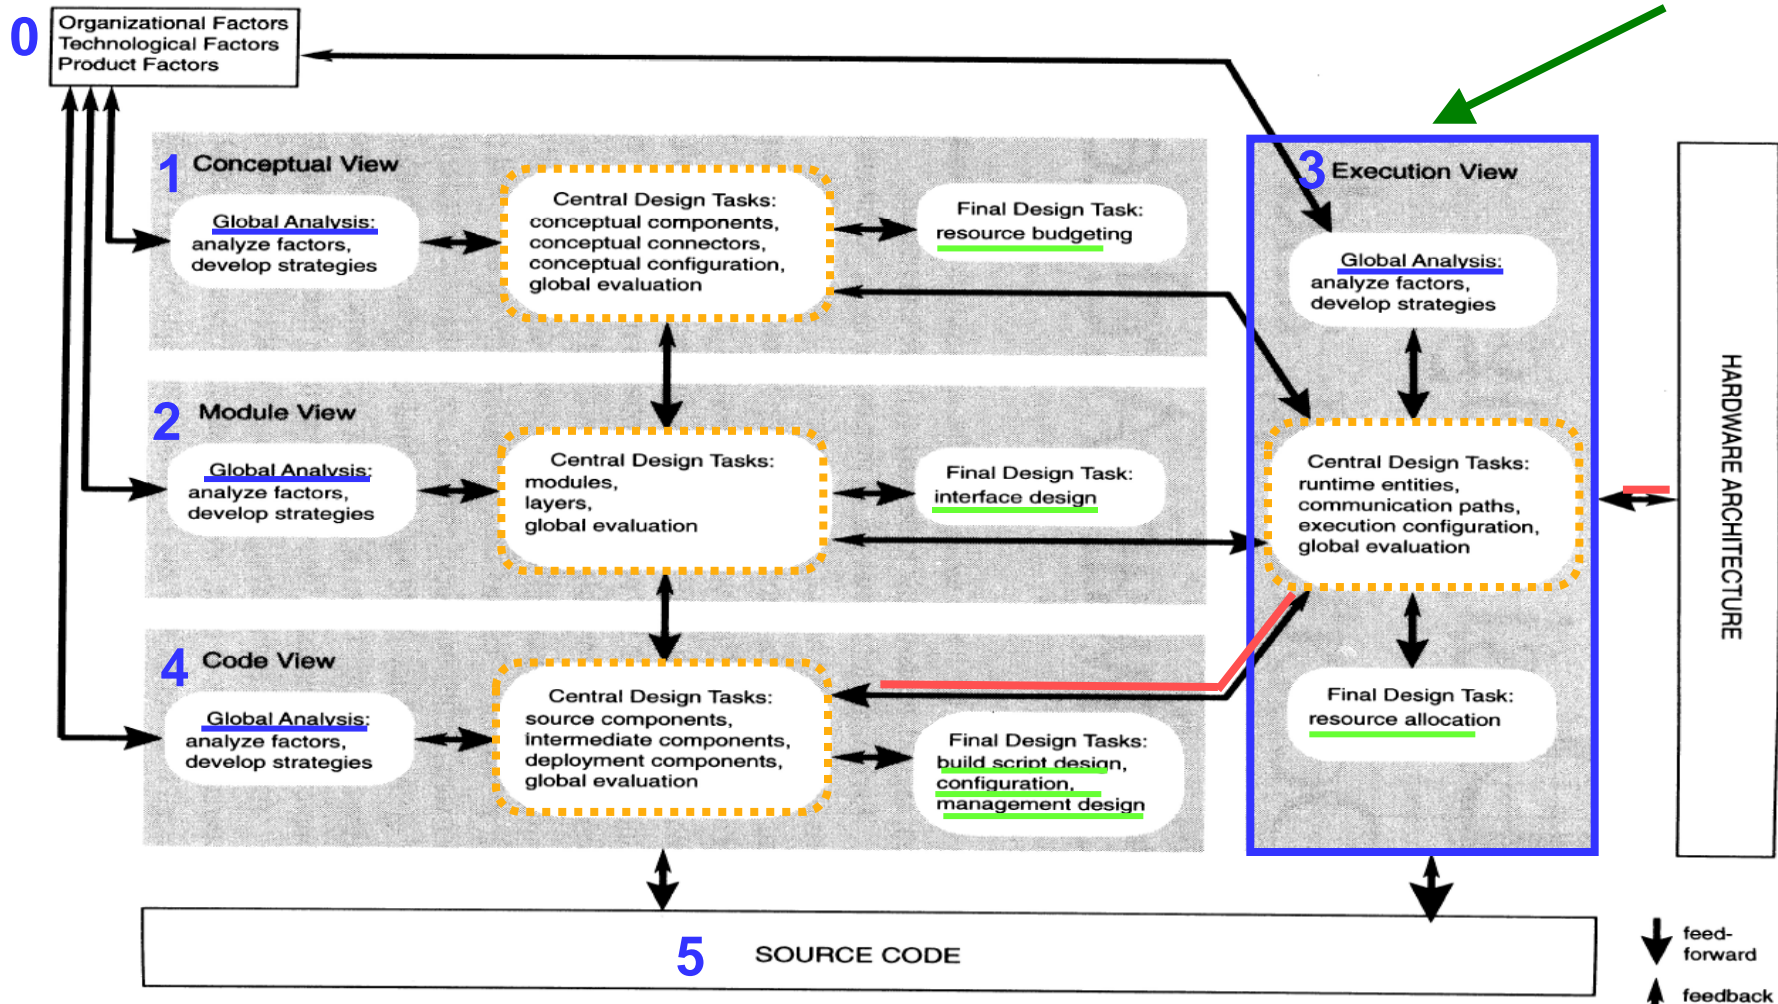 0
Organizational Factors
Technological Factors
Product Factors
1
Conceptual View
Global Analysis:
analyze factors,
develop strategies
Central Design Tasks:
conceptual components,
conceptual connectors,
conceptual configuration,
global evaluation
Final Design Task:
resource budgeting
2
Module View
Global Analysis:
analyze factors,
develop strategies
Central Design Tasks:
modules,
layers,
global evaluation
Final Design Task:
interface design
4
Code View
Global Analysis:
analyze factors,
develop strategies
Central Design Tasks:
source components,
intermediate components,
deployment components,
global evaluation
Final Design Tasks:
build script design,
configuration,
management design
3
Execution View
Global Analysis:
analyze factors,
develop strategies
Central Design Tasks:
runtime entities,
communication paths,
execution configuration,
global evaluation
Final Design Task:
resource allocation
HARDWARE ARCHITECTURE
5
SOURCE CODE
feed-
forward
feedback